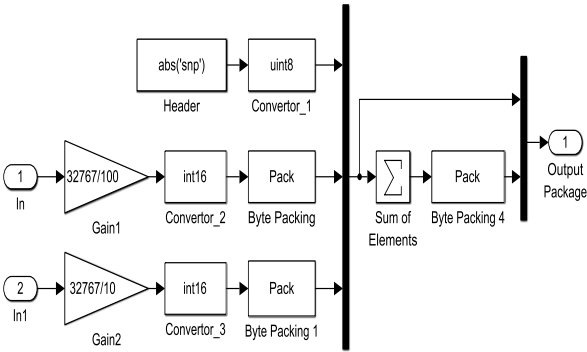 abs('snp')
uint8
Header
Convertor_1
1
32767/100
int16
Pack
In
Gain1
Convertor_2
Byte Packing
Σ
Pack
Sum of
Elements
Byte Packing 4
1
Output
Package
2
32767/10
int16
Pack
In1
Gain2
Convertor_3
Byte Packing 1